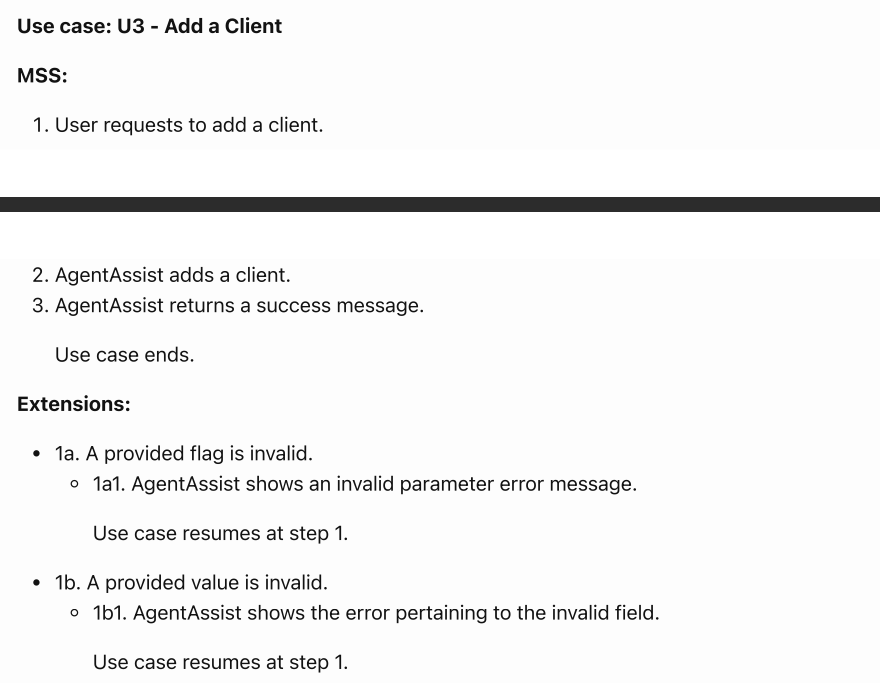 Use case: U3 - Add a Client
MSS:
1. User requests to add a client.
2. AgentAssist adds a client.
3. AgentAssist returns a success message.
Use case ends.
Extensions:
• 1a. A provided flag is invalid.
◦ 1a1. AgentAssist shows an invalid parameter error message.
Use case resumes at step 1.
• 1b. A provided value is invalid.
◦ 1b1. AgentAssist shows the error pertaining to the invalid field.
Use case resumes at step 1.